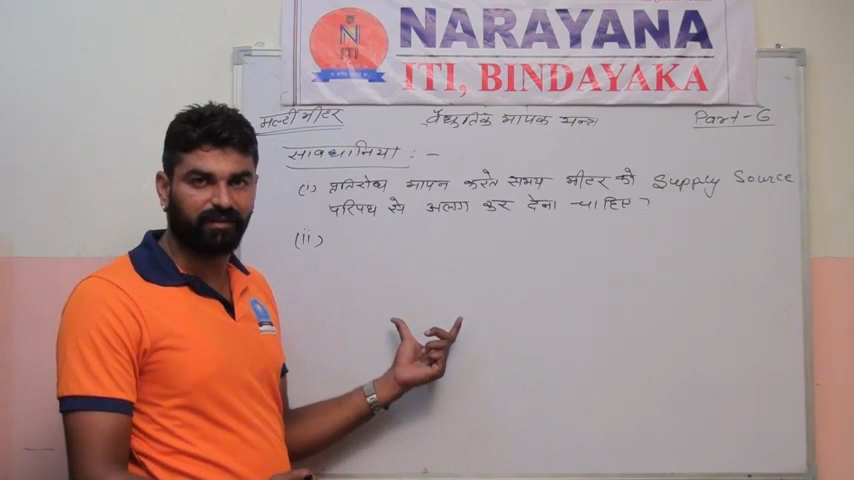 NARAYANA
N
ITI
ITI, BINDAYAKA
मल्टीमीटर वैधुतिक मापक यन्त्र Part-6
सावधानिया :-
(i) प्रतिरोध मापन करते समय मीटर को Supply Source
परिपथ से अलग कर देना चाहिए ?
(ii)